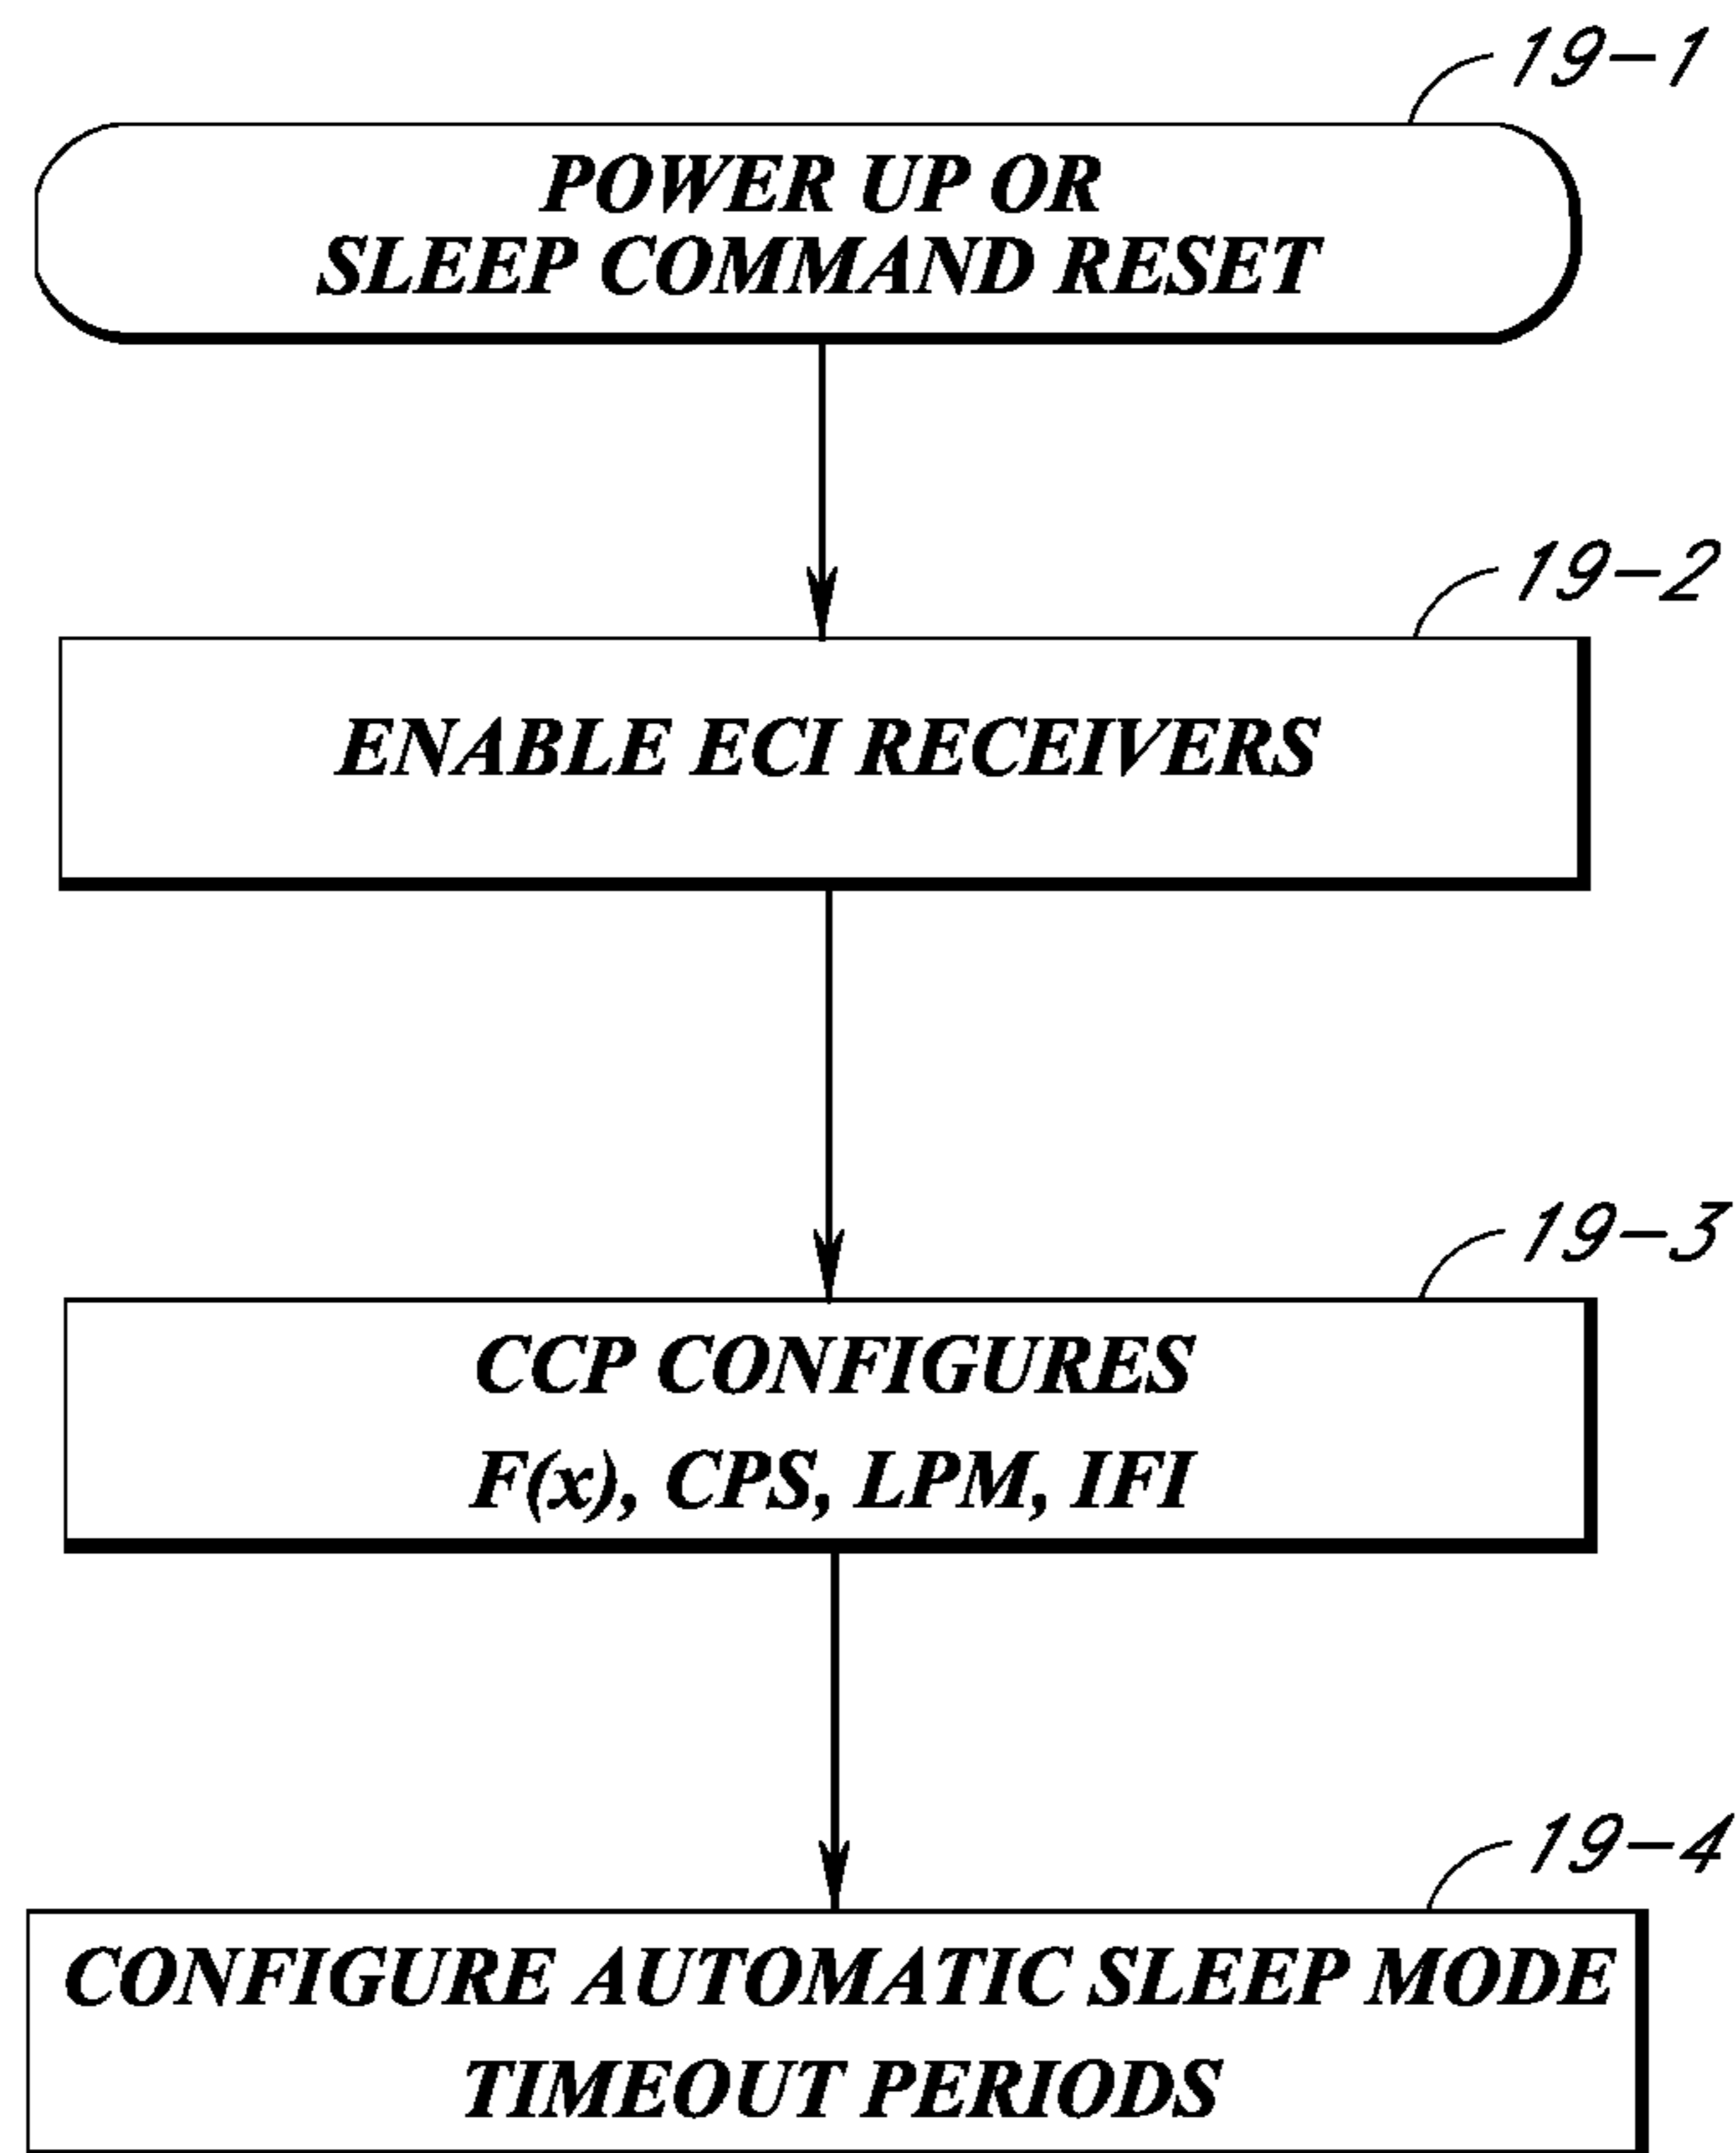 19-1
POWER UP OR
SLEEP COMMAND RESET
19-2
ENABLE ECI RECEIVERS
19-3
CCP CONFIGURES
F(x), CPS, LPM, IFI
19-4
CONFIGURE AUTOMATIC SLEEP MODE
TIMEOUT PERIODS